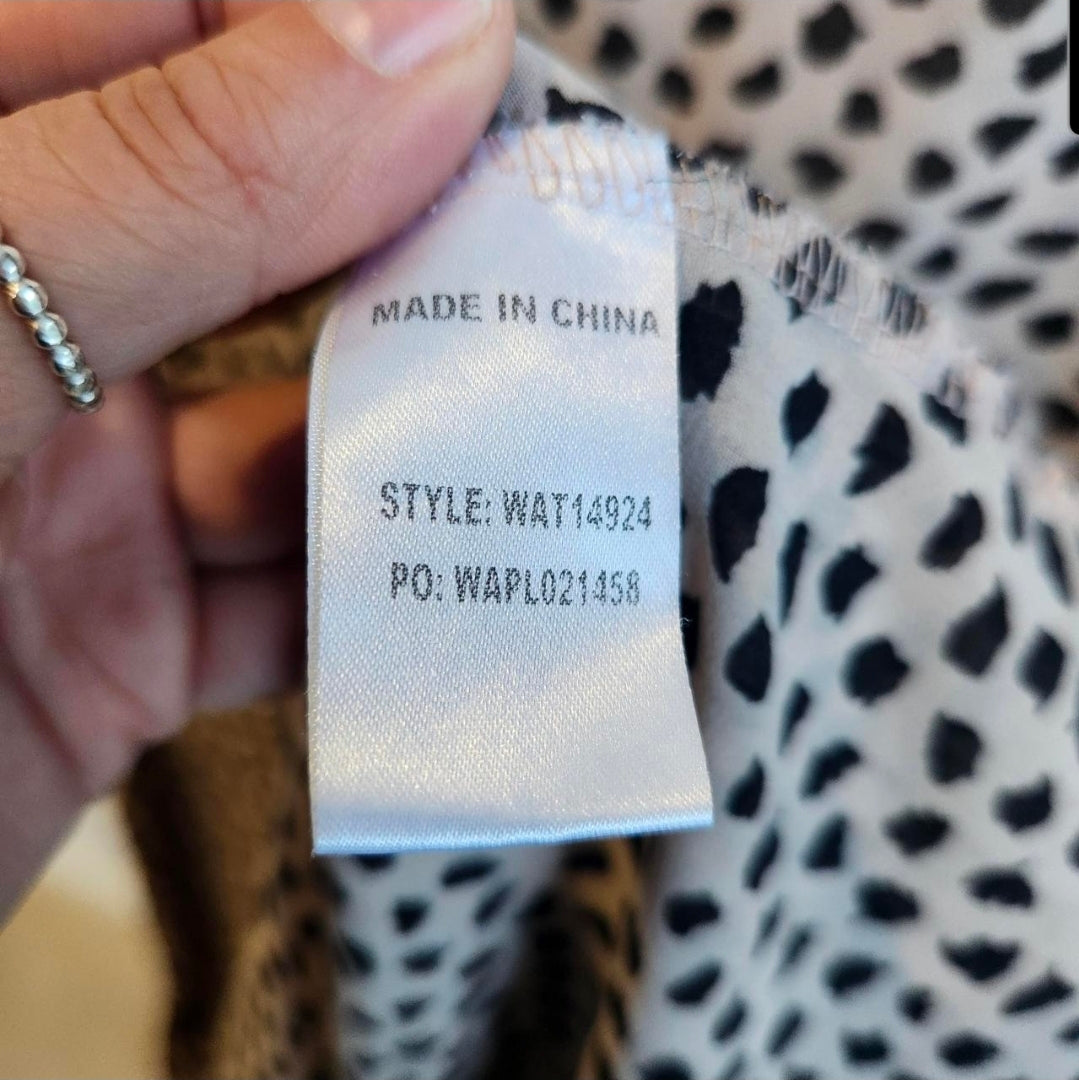 MADE IN CHINA
STYLE: WAT14924
PO: WAPL021458